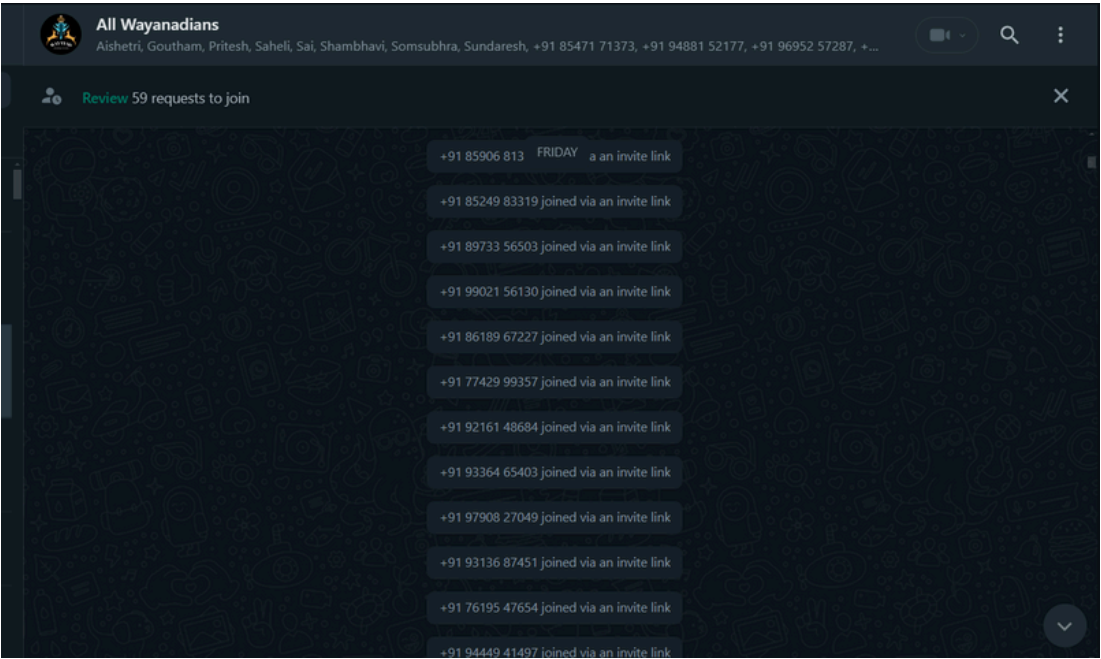 All Wayanadians
Aishetri, Goutham, Pritesh, Saheli, Sai, Shambhavi, Somsubhra, Sundaresh, +91 85471 71373, +91 94881 52177, +91 96952 57287, +...
Review 59 requests to join
+91 85906 813 FRIDAY a an invite link
+91 85249 83319 joined via an invite link
+91 89733 56503 joined via an invite link
+91 99021 56130 joined via an invite link
+91 86189 67227 joined via an invite link
+91 77429 99357 joined via an invite link
+91 92161 48684 joined via an invite link
+91 93364 65403 joined via an invite link
+91 97908 27049 joined via an invite link
+91 93136 87451 joined via an invite link
+91 76195 47654 joined via an invite link
+91 94449 41497 joined via an invite link